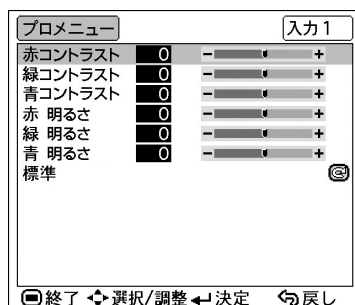 プロメニュー 入力1
赤コントラスト 0 − +
緑コントラスト 0 − +
青コントラスト 0 − +
赤 明るさ 0 − +
緑 明るさ 0 − +
青 明るさ 0 − +
標準
終了 選択/調整 決定 戻し